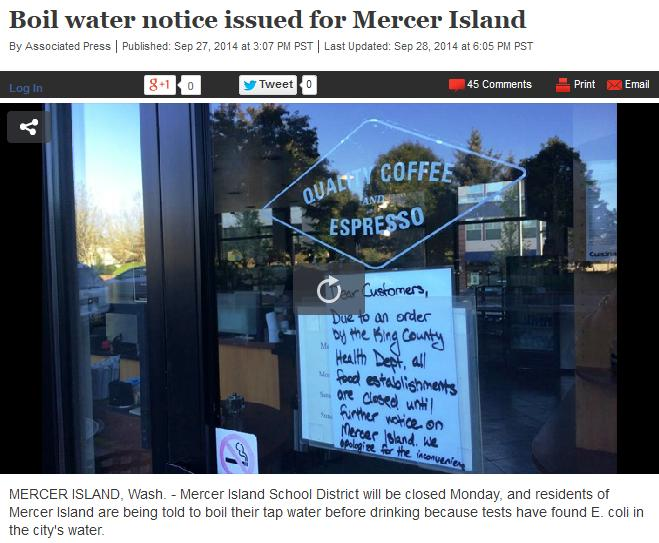 Boil water notice issued for Mercer Island
By Associated Press | Published: Sep 27, 2014 at 3:07 PM PST | Last Updated: Sep 28, 2014 at 6:05 PM PST
Log In
g+1 0
Tweet 0
45 Comments
Print
Email
QUALITY COFFEE
AND
ESPRESSO
Dear Customers,
Due to an order
by the King County
Health Dept, all
food establishments
are closed until
further notice on
Mercer Island. We
apologize for the inconvenience
MERCER ISLAND, Wash. - Mercer Island School District will be closed Monday, and residents of
Mercer Island are being told to boil their tap water before drinking because tests have found E. coli in
the city's water.